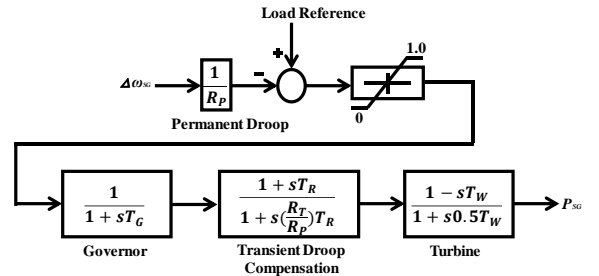 Load Reference
+
1.0
Δω_SG
1/R_P
−
0
Permanent Droop
1/(1 + sT_G)
(1 + sT_R)/(1 + s(R_T/R_P)T_R)
(1 − sT_W)/(1 + s0.5T_W)
P_SG
Governor
Transient Droop
Compensation
Turbine